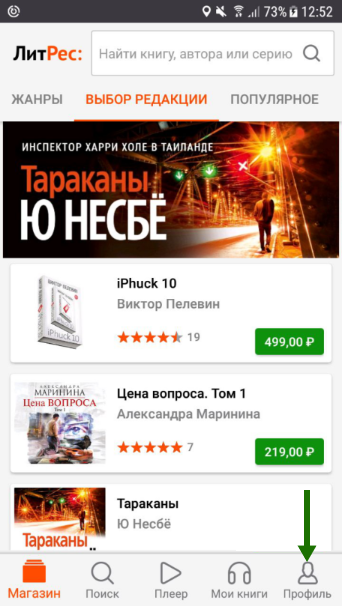 73% 12:52
ЛитРес:
Найти книгу, автора или серию
ЖАНРЫ
ВЫБОР РЕДАКЦИИ
ПОПУЛЯРНОЕ
ИНСПЕКТОР ХАРРИ ХОЛЕ В ТАИЛАНДЕ
Тараканы
Ю НЕСБЁ
iPhuck 10
iPhuck 10
Виктор Пелевин
19
499,00 ₽
АЛЕКСАНДРА
МАРИНИНА
Цена ВОПРОСА
Том 1
Цена вопроса. Том 1
Александра Маринина
7
219,00 ₽
Тараканы
Тараканы
Ю Несбё
Магазин
Поиск
Плеер
Мои книги
Профиль